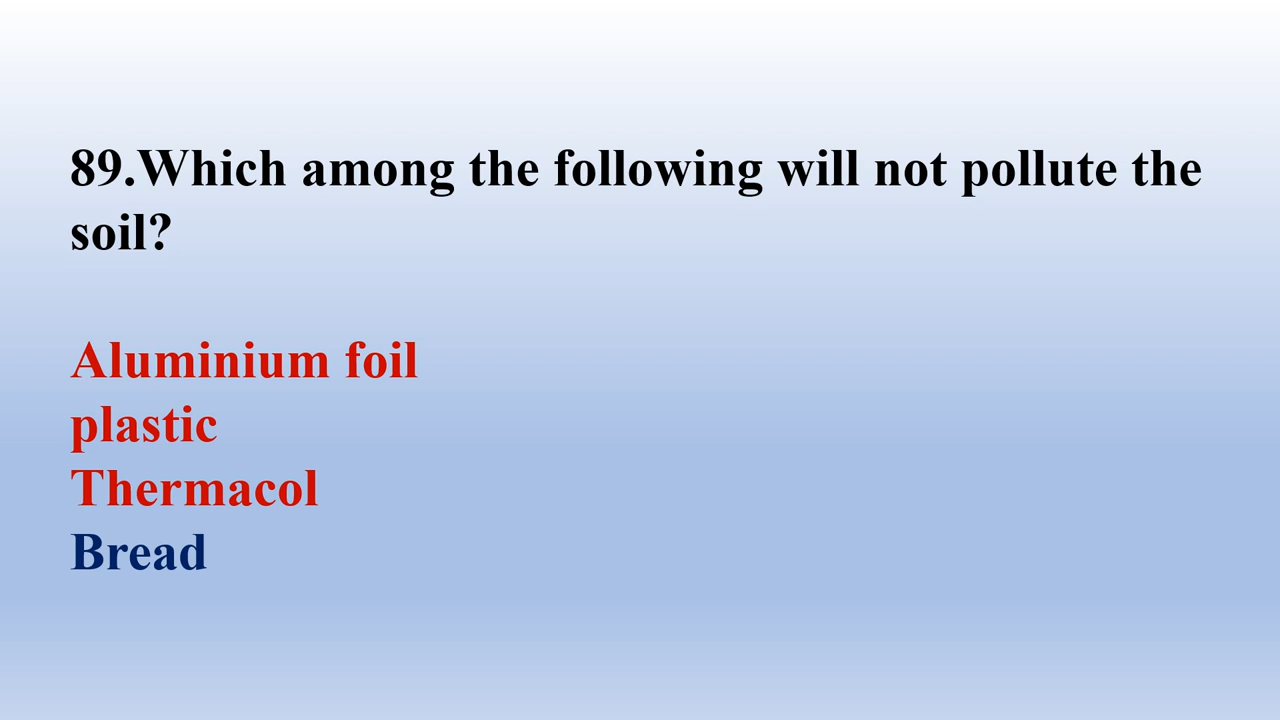 89.Which among the following will not pollute the
soil?
Aluminium foil
plastic
Thermacol
Bread